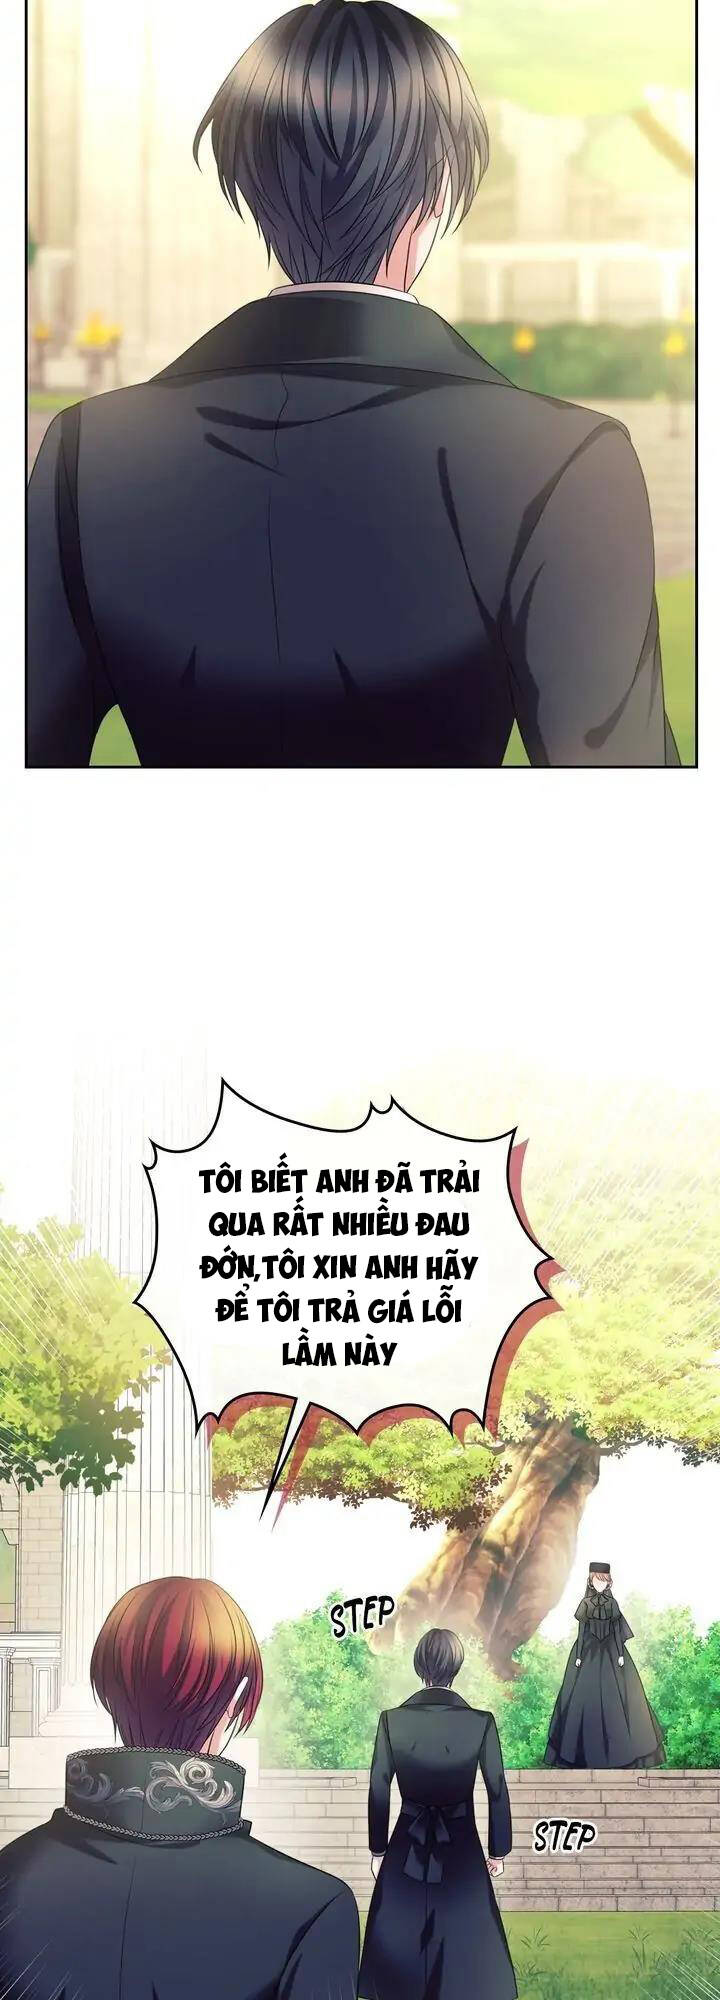 TÔI BIẾT ANH ĐÃ TRẢI
QUA RẤT NHIỀU ĐAU
ĐỚN,TÔI XIN ANH HÃY
ĐỂ TÔI TRẢ GIÁ LỖI
LẦM NÀY
STEP
STEP